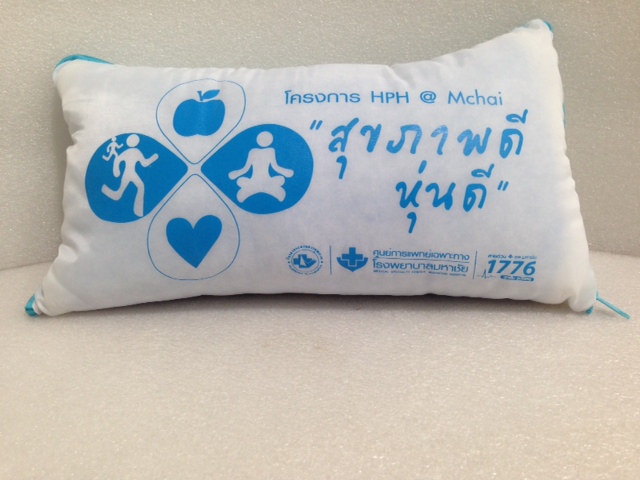 โครงการ HPH @ Mchai
"สุขภาพดี
หุ่นดี"
ศูนย์การแพทย์เฉพาะทาง
โรงพยาบาลมหาชัย
1776